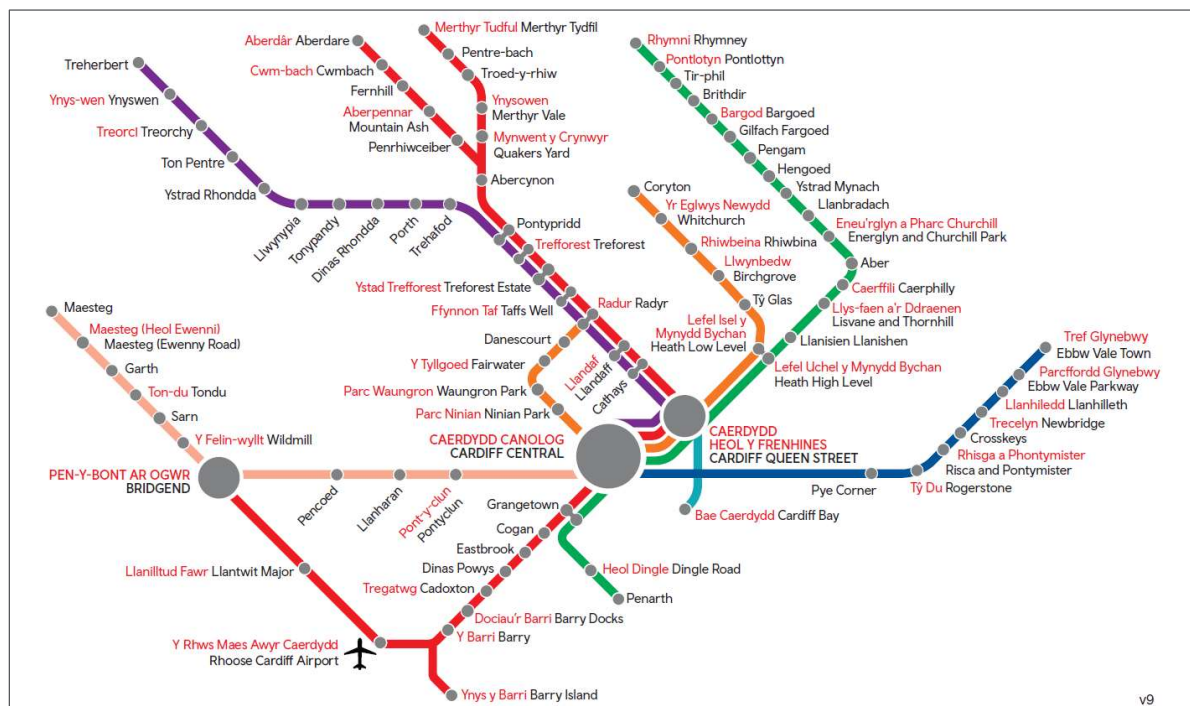 Treherbert
Ynys-wen Ynyswen
Treorcl Treorchy
Ton Pentre
Ystrad Rhondda
Llwynypia
Tonypandy
Dinas Rhondda
Porth
Trehafod
Aberdâr Aberdare
Cwm-bach Cwmbach
Fernhill
Aberpennar
Mountain Ash
Penrhiwceiber
Merthyr Tudful Merthyr Tydfil
Pentre-bach
Troed-y-rhiw
Ynysowen
Merthyr Vale
Mynwent y Crynwyr
Quakers Yard
Abercynon
Pontypridd
Trefforest Treforest
Ystad Trefforest Treforest Estate
Ffynnon Taf Taffs Well
Radur Radyr
Danescourt
Y Tyllgoed Fairwater
Parc Waungron Waungron Park
Parc Ninian Ninian Park
Llandaf
Llandaff
Cathays
Coryton
Yr Eglwys Newydd
Whitchurch
Rhiwbeina Rhiwbina
Llwynbedw
Birchgrove
Tŷ Glas
Lefel Isel y
Mynydd Bychan
Heath Low Level
Rhymni Rhymney
Pontlotyn Pontlottyn
Tir-phil
Brithdir
Bargod Bargoed
Gilfach Fargoed
Pengam
Hengoed
Ystrad Mynach
Llanbradach
Eneu'rglyn a Pharc Churchill
Energlyn and Churchill Park
Aber
Caerffili Caerphilly
Llys-faen a'r Ddraenen
Lisvane and Thornhill
Llanisien Llanishen
Lefel Uchel y Mynydd Bychan
Heath High Level
Tref Glynebwy
Ebbw Vale Town
Parcffordd Glynebwy
Ebbw Vale Parkway
Llanhiledd Llanhilleth
Trecelyn Newbridge
Crosskeys
Rhisga a Phontymister
Risca and Pontymister
Tŷ Du Rogerstone
Pye Corner
Maesteg
Maesteg (Heol Ewenni)
Maesteg (Ewenny Road)
Garth
Ton-du Tondu
Sarn
Y Felin-wyllt Wildmill
PEN-Y-BONT AR OGWR
BRIDGEND
Pencoed
Llanharan
Pont-y-clun
Pontyclun
CAERDYDD CANOLOG
CARDIFF CENTRAL
CAERDYDD
HEOL Y FRENHINES
CARDIFF QUEEN STREET
Bae Caerdydd Cardiff Bay
Grangetown
Cogan
Eastbrook
Dinas Powys
Tregatwg Cadoxton
Dociau'r Barri Barry Docks
Y Barri Barry
Heol Dingle Dingle Road
Penarth
Llanilltud Fawr Llantwit Major
Y Rhws Maes Awyr Caerdydd
Rhoose Cardiff Airport
Ynys y Barri Barry Island
v9